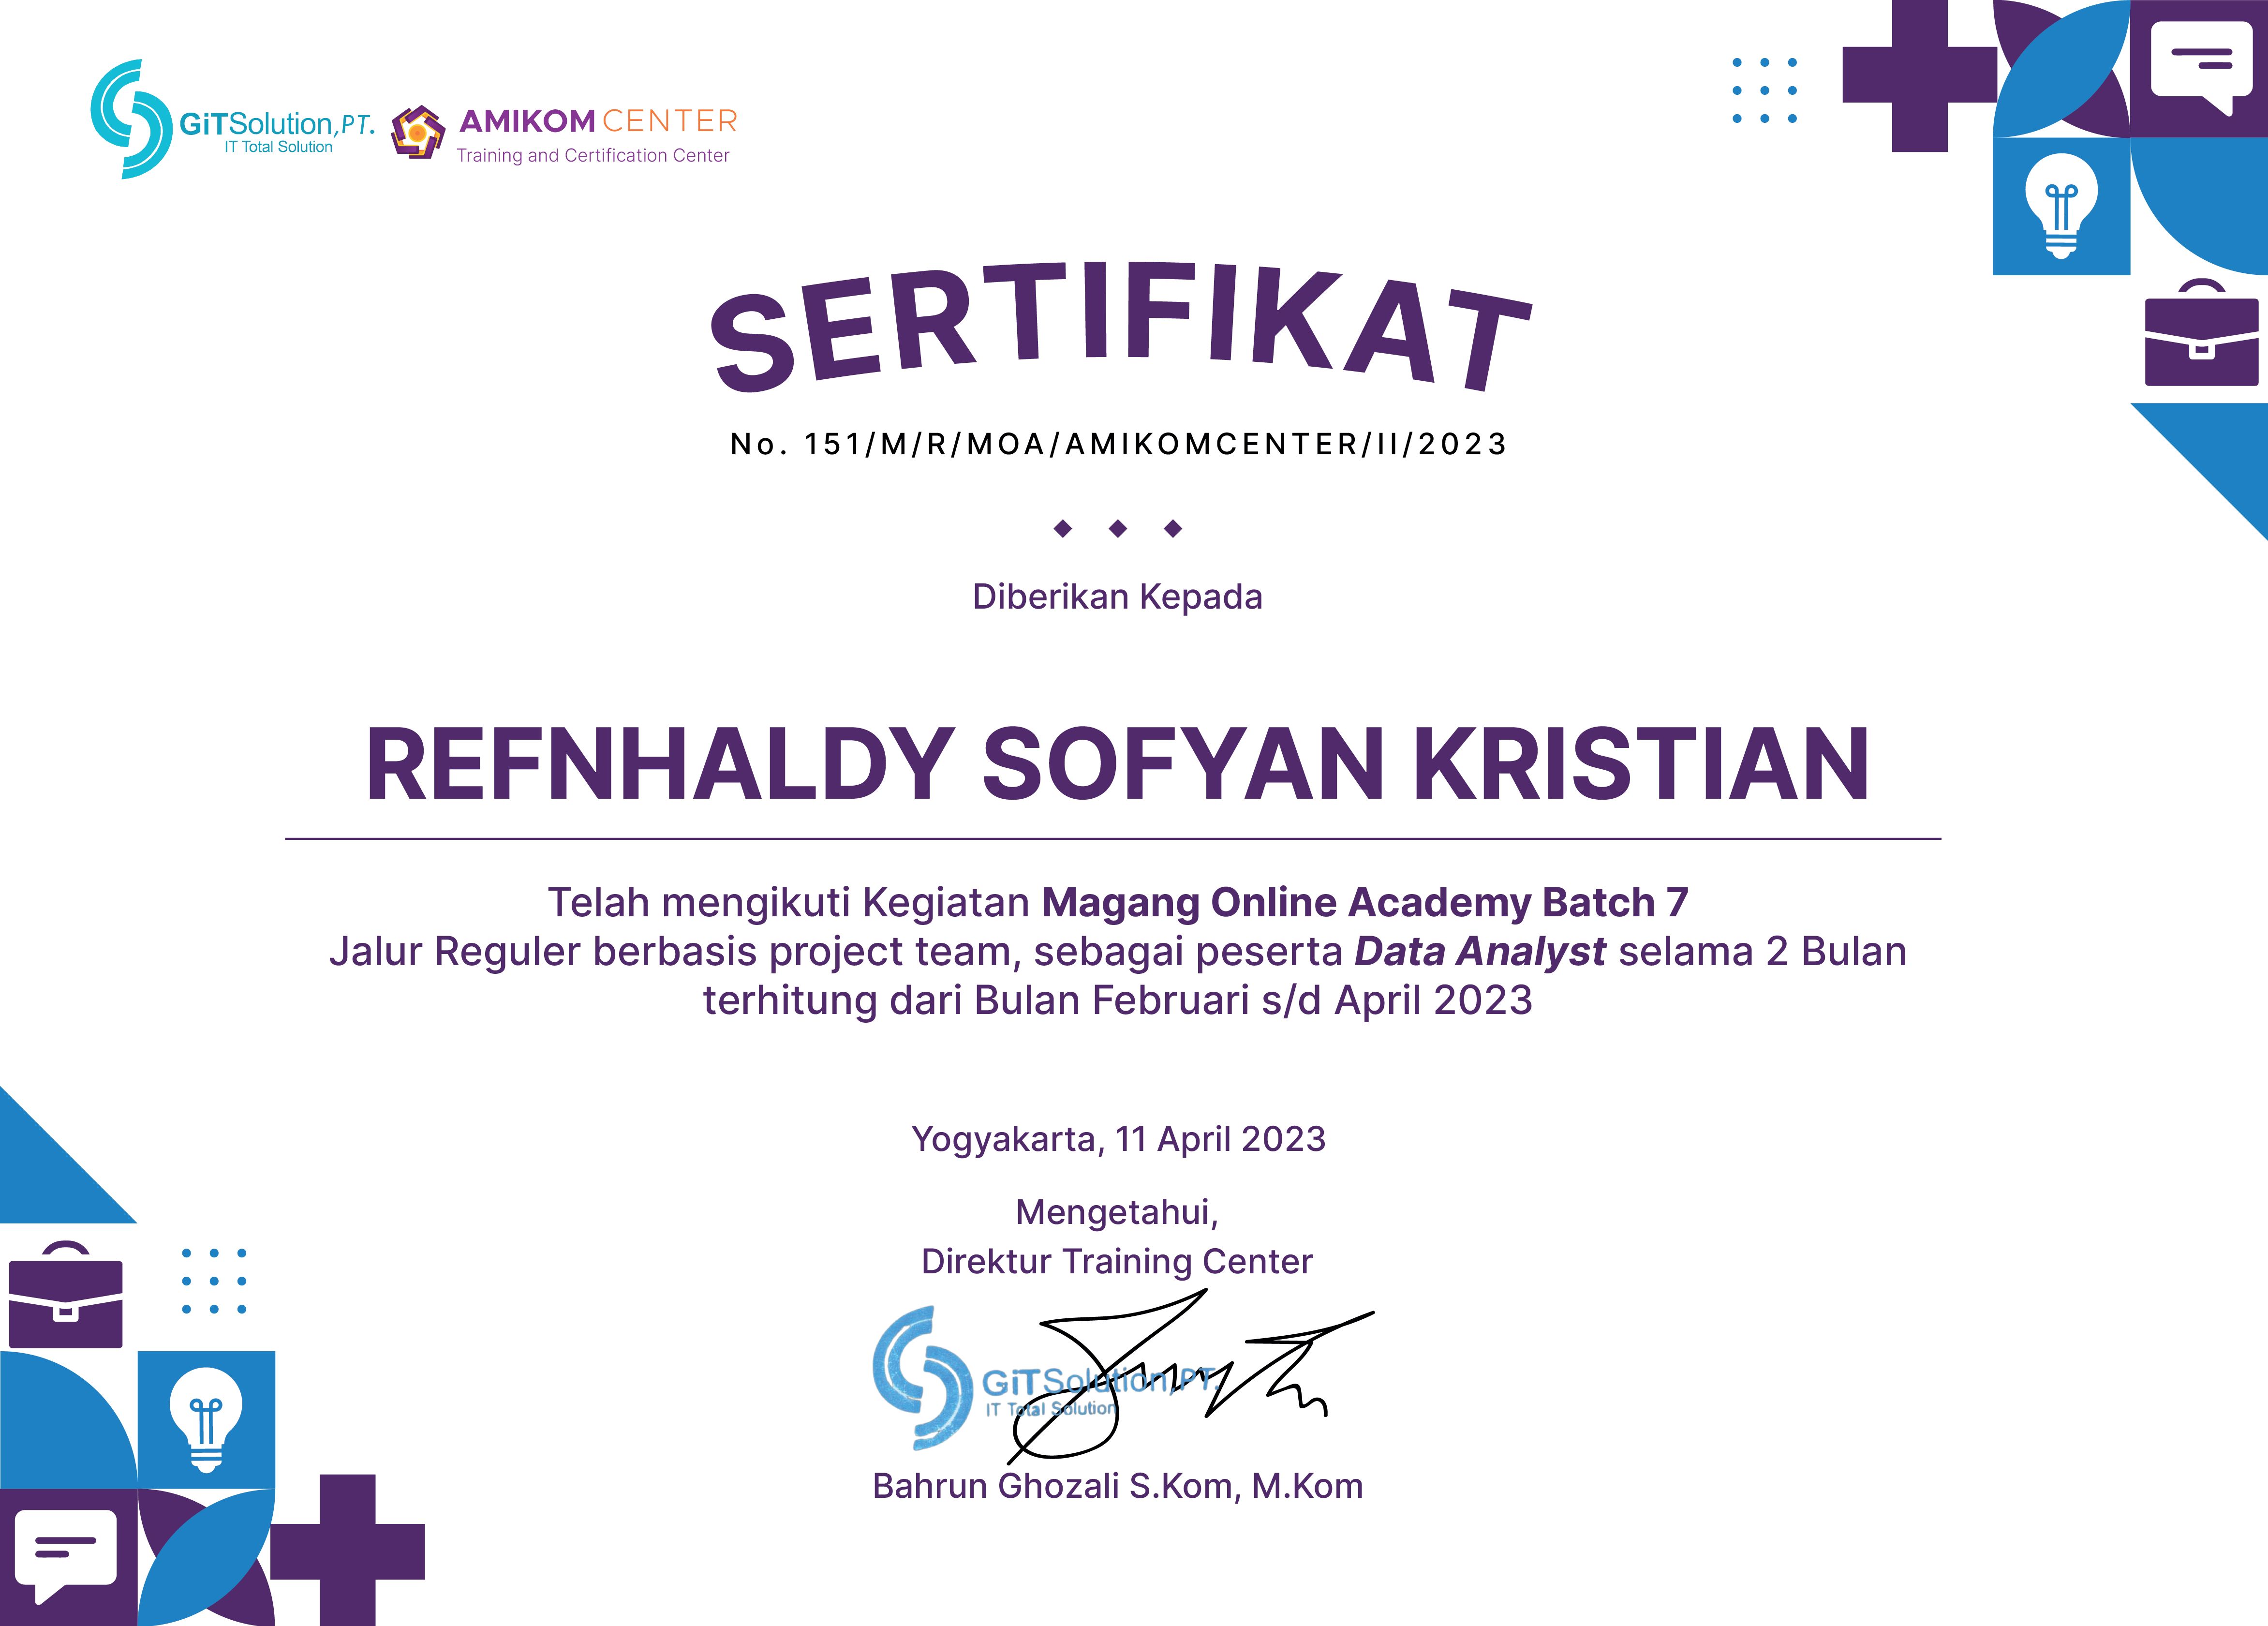 GiTSolution,PT.
IT Total Solution
AMIKOM CENTER
Training and Certification Center
SERTIFIKAT
No. 151/M/R/MOA/AMIKOMCENTER/II/2023
Diberikan Kepada
REFNHALDY SOFYAN KRISTIAN
Telah mengikuti Kegiatan Magang Online Academy Batch 7
Jalur Reguler berbasis project team, sebagai peserta Data Analyst selama 2 Bulan
terhitung dari Bulan Februari s/d April 2023
Yogyakarta, 11 April 2023
Mengetahui,
Direktur Training Center
GiTSolution,PT.
IT Total Solution
Bahrun Ghozali S.Kom, M.Kom